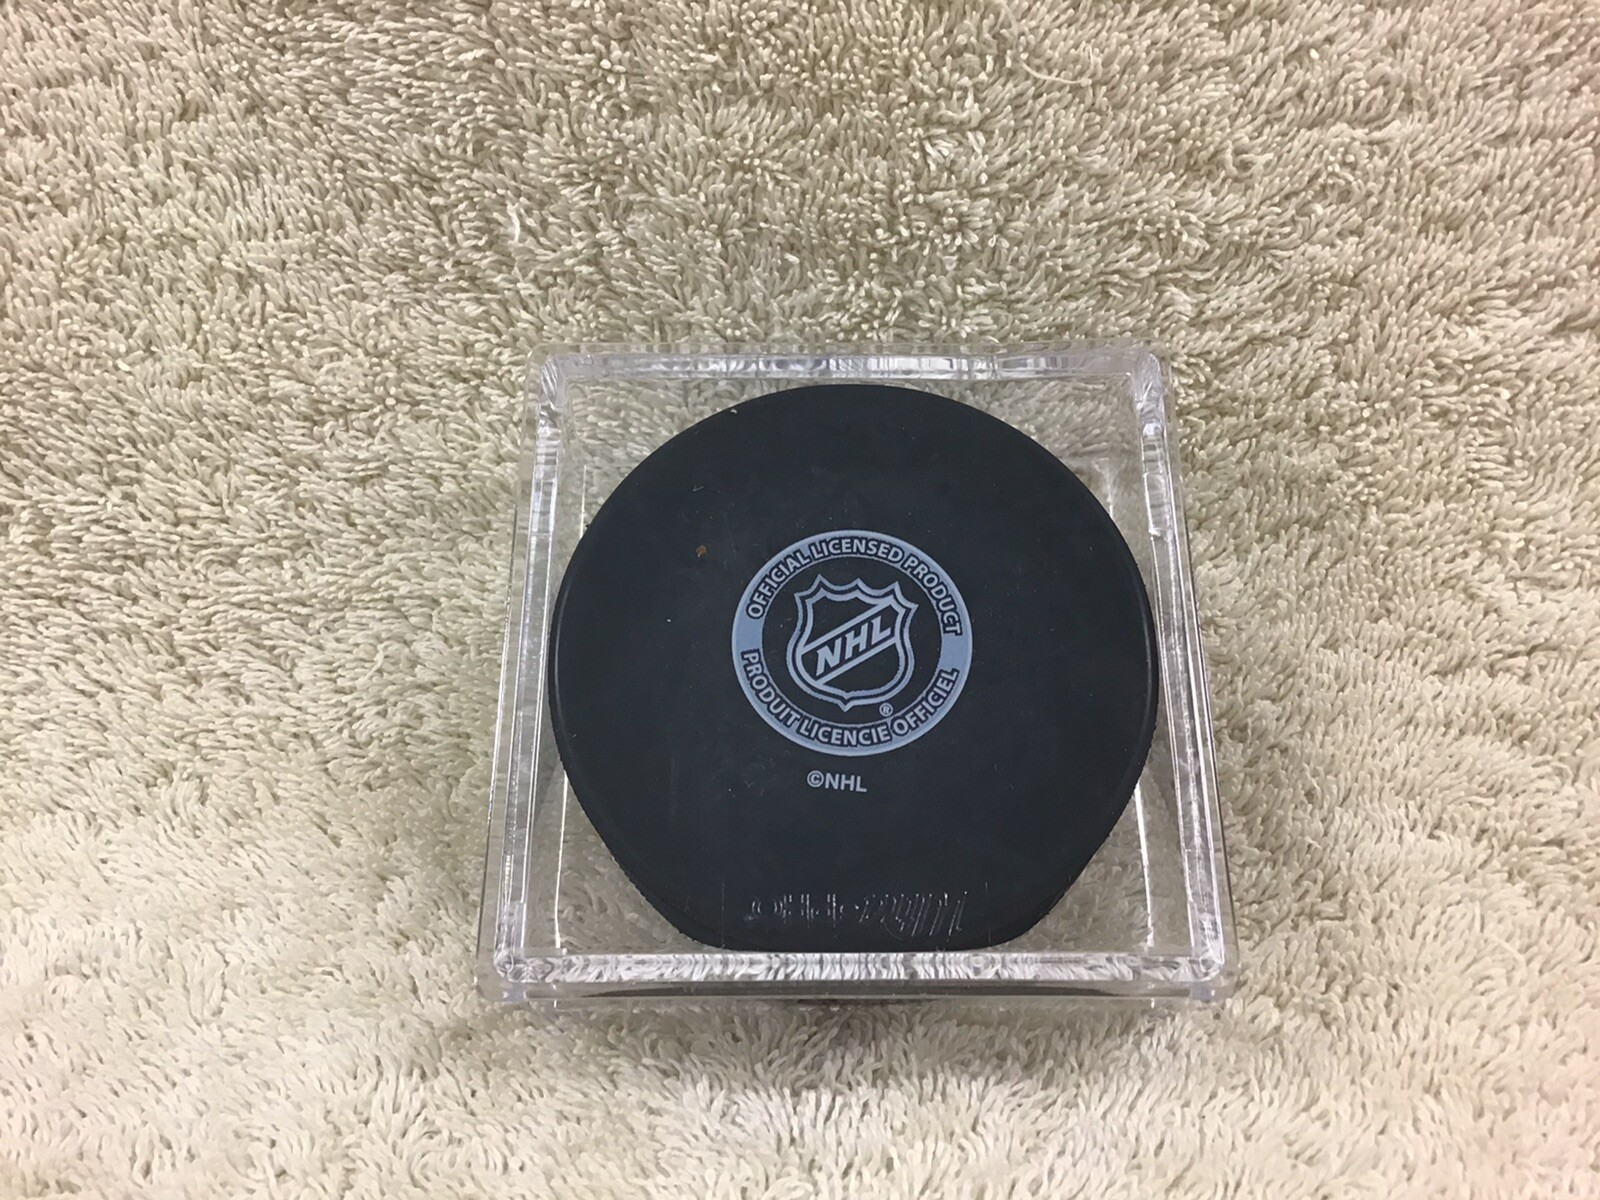 OFFICIAL LICENSED PRODUCT
NHL
®
PRODUIT LICENCIE OFFICIEL
©NHL